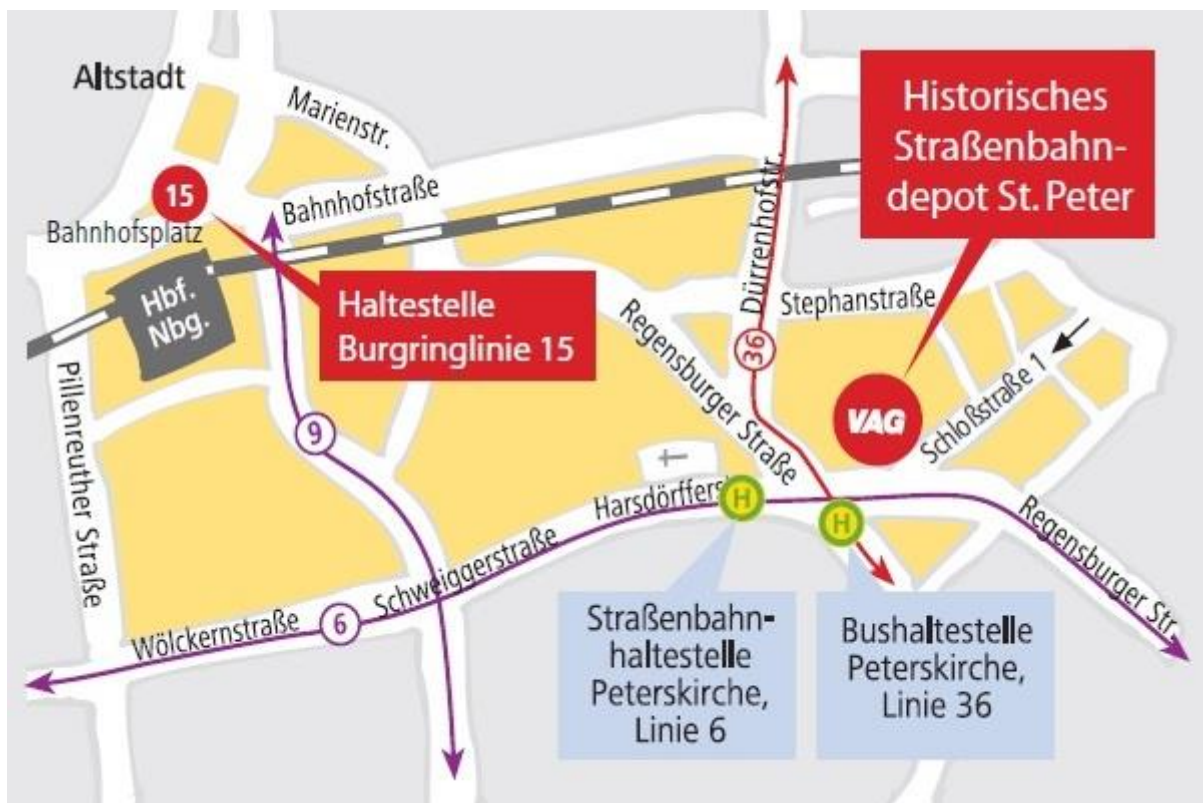 Altstadt
Marienstr.
15
Bahnhofsplatz
Bahnhofstraße
Hbf.
Nbg.
Haltestelle
Burgringlinie 15
Dürrenhofstr.
Historisches
Straßenbahn-
depot St. Peter
Stephanstraße
36
Regensburger Straße
VAG
Schloßstraße 1
Pillenreuther Straße
9
Harsdörfferst
H
H
Schweiggerstraße
6
Wölckernstraße
Regensburger Str
Straßenbahn-
haltestelle
Peterskirche,
Linie 6
Bushaltestelle
Peterskirche,
Linie 36